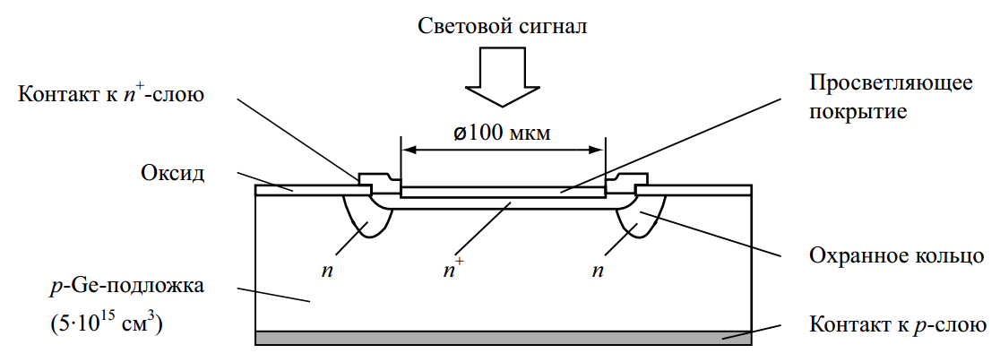 Световой сигнал
Контакт к n⁺-слою
Просветляющее
покрытие
ø100 мкм
Оксид
n
n⁺
n
Охранное кольцо
p-Ge-подложка
(5·10¹⁵ см³)
Контакт к p-слою